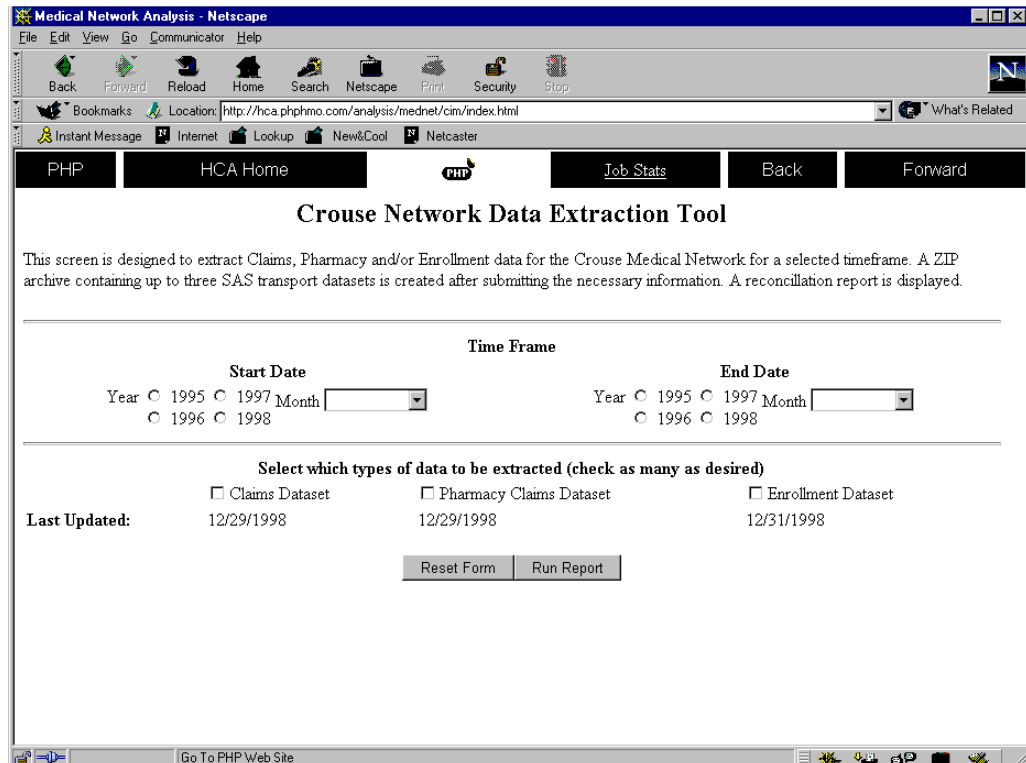 Medical Network Analysis - Netscape
File Edit View Go Communicator Help
Back Forward Reload Home Search Netscape Print Security Stop
N
Bookmarks Location: http://hca.phphmo.com/analysis/mednet/cim/index.html What's Related
Instant Message Internet Lookup New&Cool Netcaster
PHP HCA Home PHP Job Stats Back Forward
Crouse Network Data Extraction Tool
This screen is designed to extract Claims, Pharmacy and/or Enrollment data for the Crouse Medical Network for a selected timeframe. A ZIP
archive containing up to three SAS transport datasets is created after submitting the necessary information. A reconcillation report is displayed.
Time Frame
Start Date End Date
Year 1995 1997 Month Year 1995 1997 Month
1996 1998 1996 1998
Select which types of data to be extracted (check as many as desired)
Claims Dataset Pharmacy Claims Dataset Enrollment Dataset
Last Updated: 12/29/1998 12/29/1998 12/31/1998
Reset Form Run Report
Go To PHP Web Site